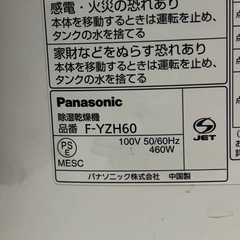 感電・火災の恐れあり
本体を移動するときは運転を止め、
タンクの水を捨てる
家財などをぬらす恐れあり
本体を移動するときは運転を止め、
タンクの水を捨てる
Panasonic
除湿乾燥機
品番 F-YZH60
100V 50/60Hz
460W
PS
E
MESC
JET
パナソニック株式会社 中国製